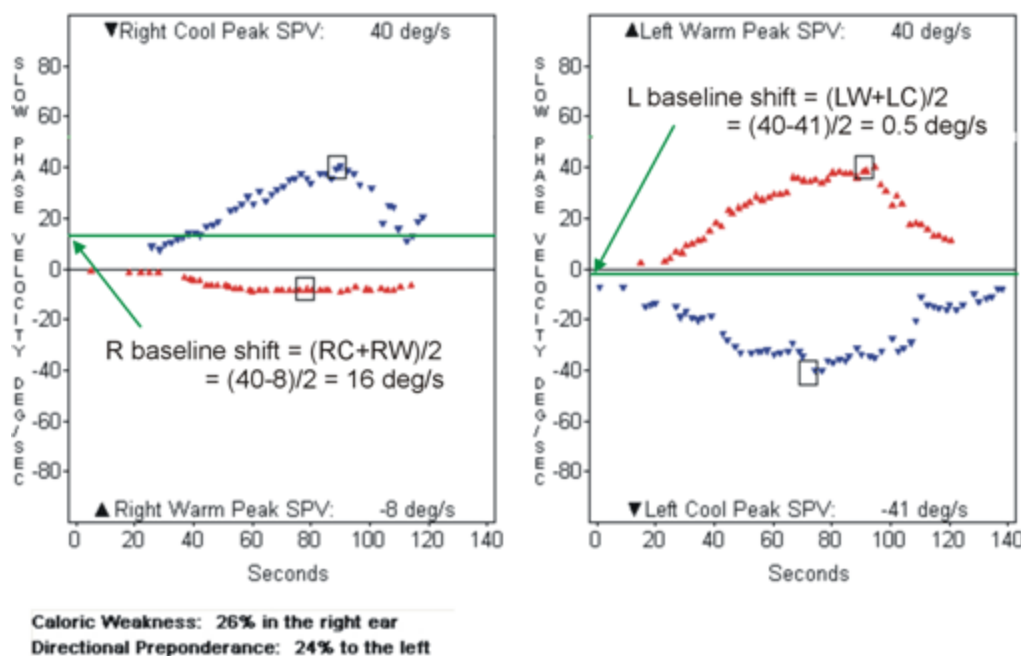 ▼Right Cool Peak SPV: 40 deg/s
SLOW PHASE VELOCITY DEG/SEC
80
60
40
20
0
-20
-40
-60
-80
R baseline shift = (RC+RW)/2
= (40-8)/2 = 16 deg/s
▲Right Warm Peak SPV: -8 deg/s
0 20 40 60 80 100 120 140
Seconds
▲Left Warm Peak SPV: 40 deg/s
SLOW PHASE VELOCITY DEG/SEC
80
60
40
20
0
-20
-40
-60
-80
L baseline shift = (LW+LC)/2
= (40-41)/2 = 0.5 deg/s
▼Left Cool Peak SPV: -41 deg/s
0 20 40 60 80 100 120 140
Seconds
Caloric Weakness: 26% in the right ear
Directional Preponderance: 24% to the left